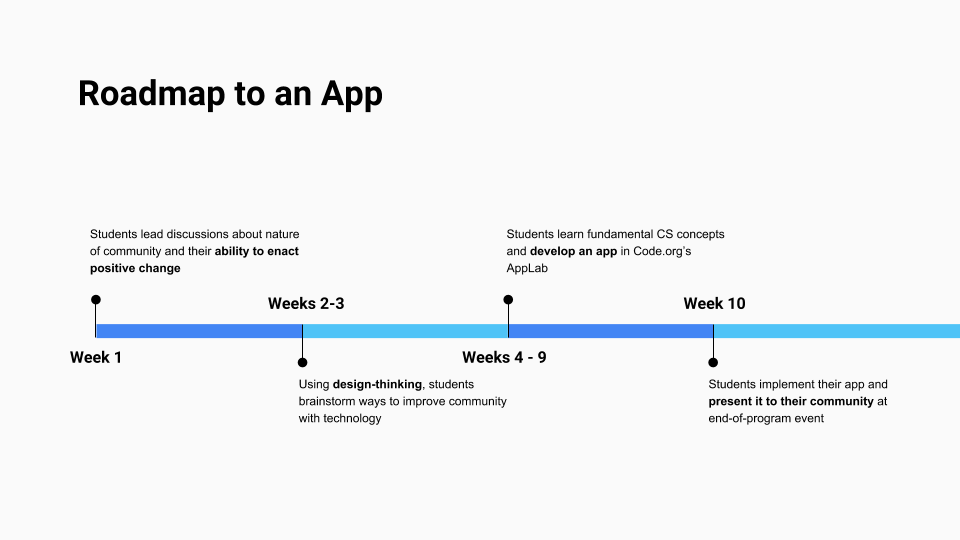 Roadmap to an App
Students lead discussions about nature
of community and their ability to enact
positive change
Week 1
Weeks 2-3
Using design-thinking, students
brainstorm ways to improve community
with technology
Students learn fundamental CS concepts
and develop an app in Code.org’s
AppLab
Weeks 4 - 9
Week 10
Students implement their app and
present it to their community at
end-of-program event